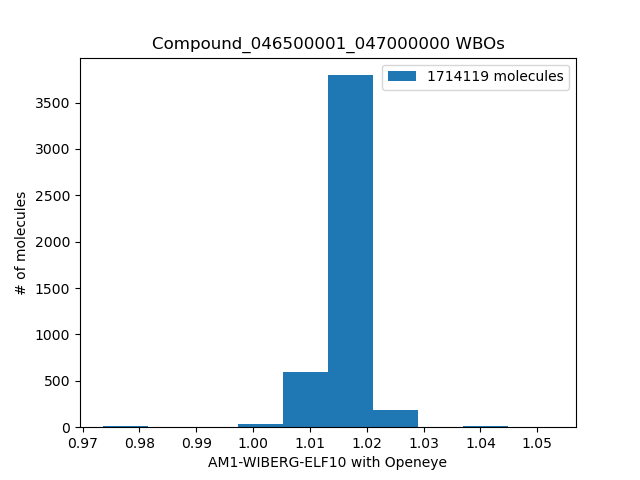 Compound_046500001_047000000 WBOs
1714119 molecules
# of molecules
3500
3000
2500
2000
1500
1000
500
0
0.97 0.98 0.99 1.00 1.01 1.02 1.03 1.04 1.05
AM1-WIBERG-ELF10 with Openeye